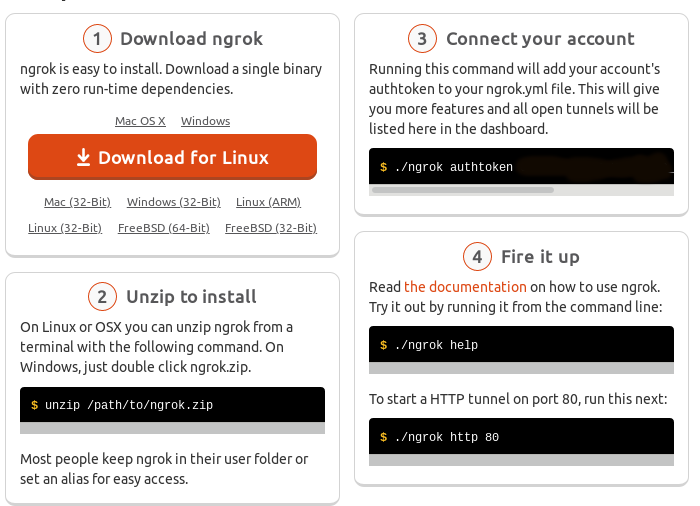 1 Download ngrok
ngrok is easy to install. Download a single binary
with zero run-time dependencies.
Mac OS X Windows
Download for Linux
Mac (32-Bit) Windows (32-Bit) Linux (ARM)
Linux (32-Bit) FreeBSD (64-Bit) FreeBSD (32-Bit)
2 Unzip to install
On Linux or OSX you can unzip ngrok from a
terminal with the following command. On
Windows, just double click ngrok.zip.
$ unzip /path/to/ngrok.zip
Most people keep ngrok in their user folder or
set an alias for easy access.
3 Connect your account
Running this command will add your account's
authtoken to your ngrok.yml file. This will give
you more features and all open tunnels will be
listed here in the dashboard.
$ ./ngrok authtoken
4 Fire it up
Read the documentation on how to use ngrok.
Try it out by running it from the command line:
$ ./ngrok help
To start a HTTP tunnel on port 80, run this next:
$ ./ngrok http 80